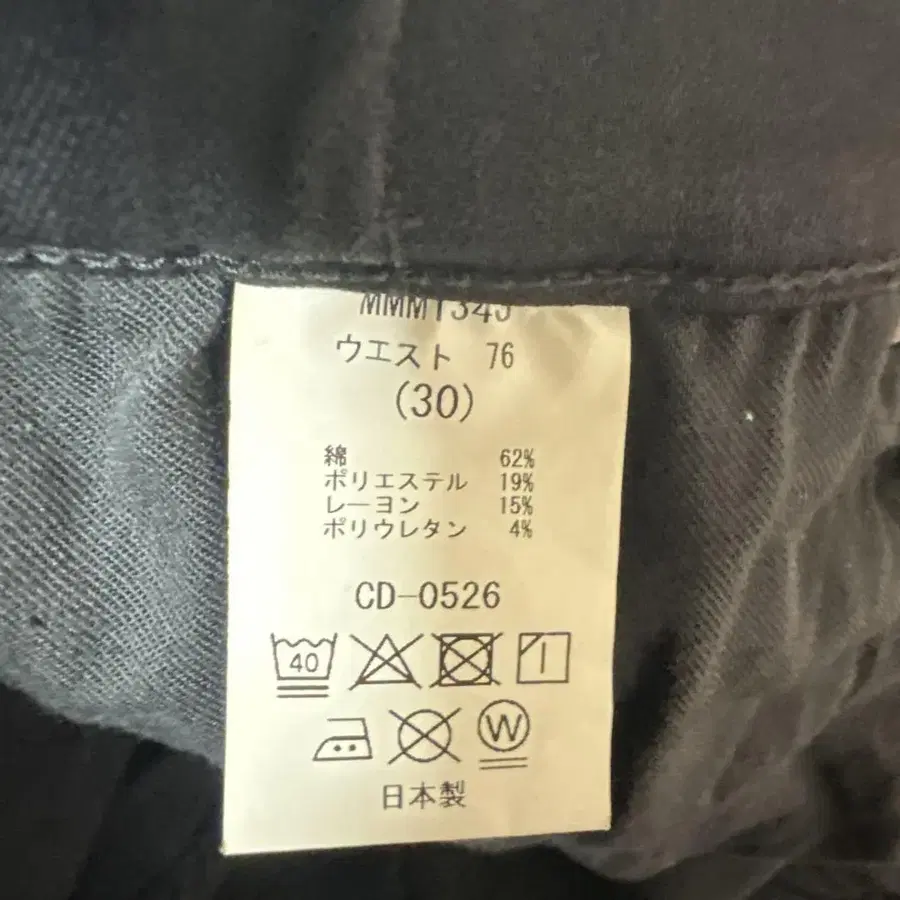 ウエスト 76
(30)
綿 62%
ポリエステル 19%
レーヨン 15%
ポリウレタン 4%
CD-0526
40
W
日本製